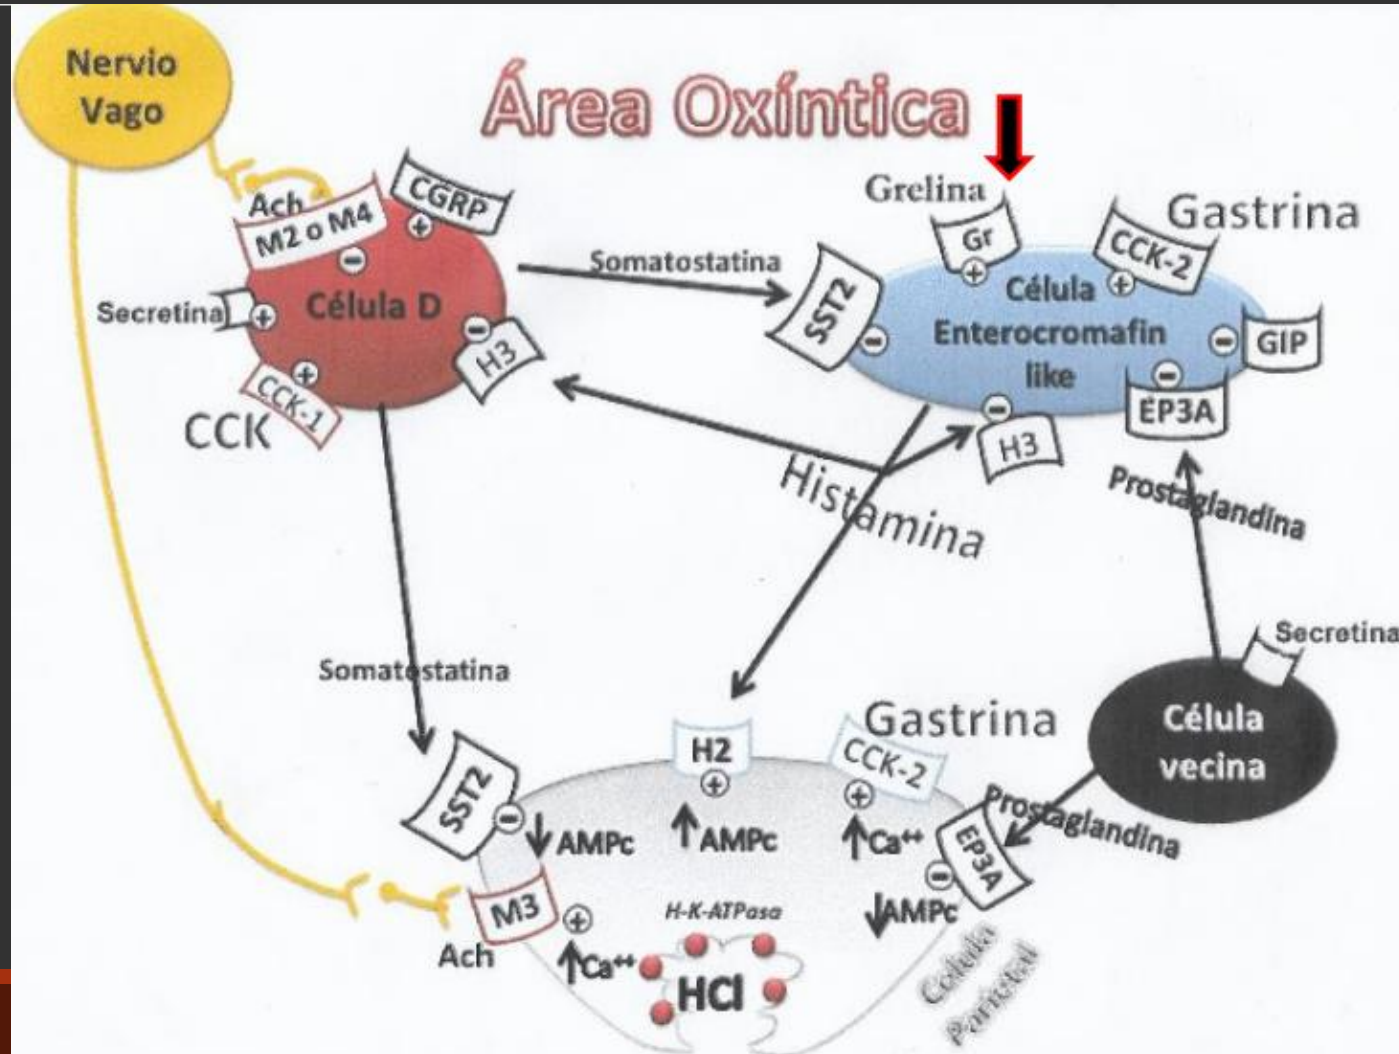 Nervio
Vago
Área Oxíntica
Grelina
Gr
+
Gastrina
CCK-2
+
Ach
M2 o M4
-
CGRP
+
Somatostatina
SST2
-
Célula
Enterocromafin
like
GIP
-
EP3A
-
H3
-
Secretina
+
Célula D
H3
-
CCK-1
+
CCK
Histamina
Prostaglandina
Secretina
Célula
vecina
Prostaglandina
Somatostatina
SST2
-
↓AMPc
H2
+
↑AMPc
Gastrina
CCK-2
+
↑Ca++
EP3A
-
↓AMPc
M3
+
↑Ca++
Ach
H-K-ATPasa
HCl
Célula
Parietal